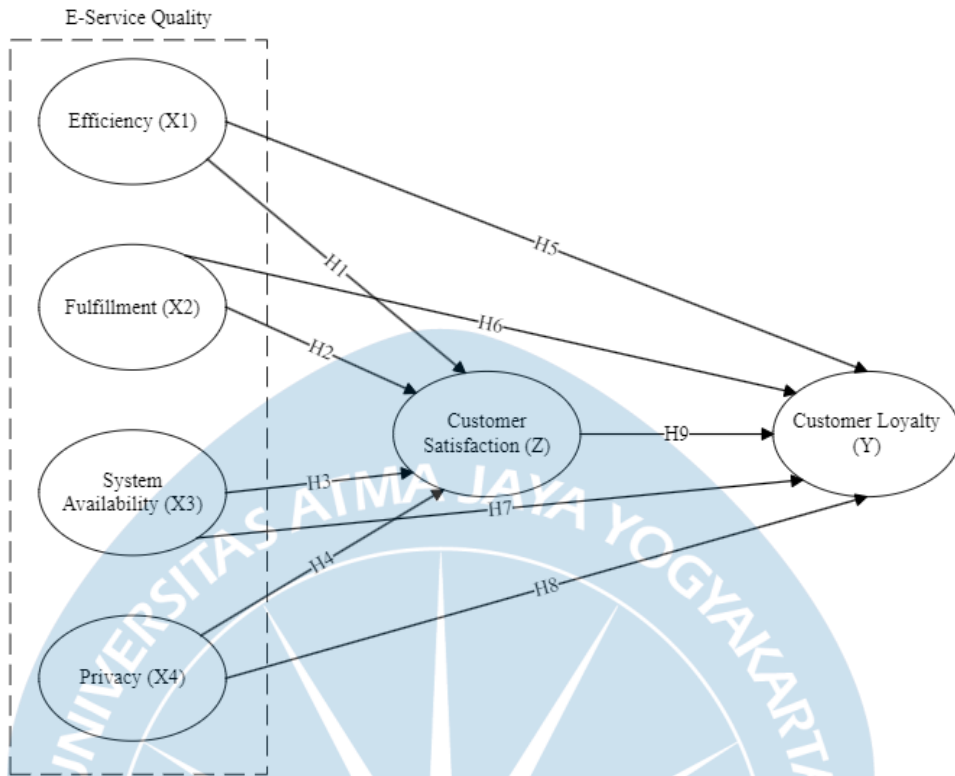 E-Service Quality
Efficiency (X1)
H5
H1
Fulfillment (X2)
H6
H2
Customer
Satisfaction (Z)
H9
Customer Loyalty
(Y)
System
Availability (X3)
H3
H7
H4
H8
Privacy (X4)
UNIVERSITAS ATMA JAYA YOGYAKARTA